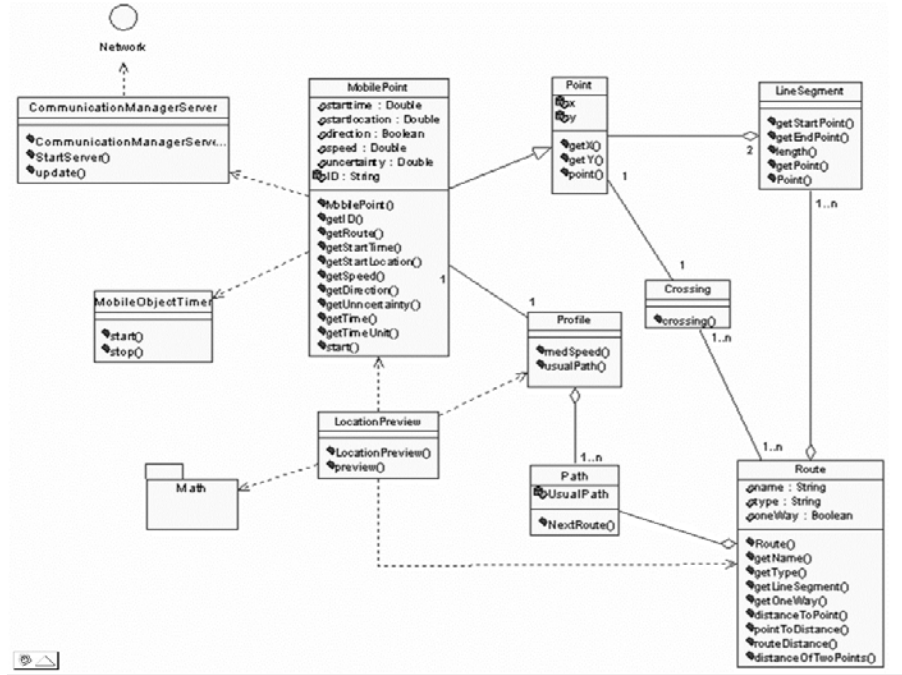 Network
CommunicationManagerServer
CommunicationManagerServe...
StartServer()
update()
MobilePoint
starttime : Double
startlocation : Double
direction : Boolean
speed : Double
uncertainty : Double
ID : String
MobilePoint()
getID()
getRoute()
getStartTime()
getStartLocation()
getSpeed()
getDirection()
getUnncertainty()
getTime()
getTimeUnit()
start()
Point
x
y
getX()
getY()
point()
LineSegment
getStartPoint()
getEndPoint()
length()
getPoint()
Point()
2
1
1..n
1
1
1
MobileObjectTimer
start()
stop()
Crossing
crossing()
1..n
Profile
medSpeed()
usualPath()
LocationPreview
LocationPreview()
preview()
Math
1..n
Path
UsualPath
NextRoute()
1..n
Route
name : String
type : String
oneWay : Boolean
Route()
getName()
getType()
getLineSegment()
getOneWay()
distanceToPoint()
pointToDistance()
routeDistance()
distanceOfTwoPoints()